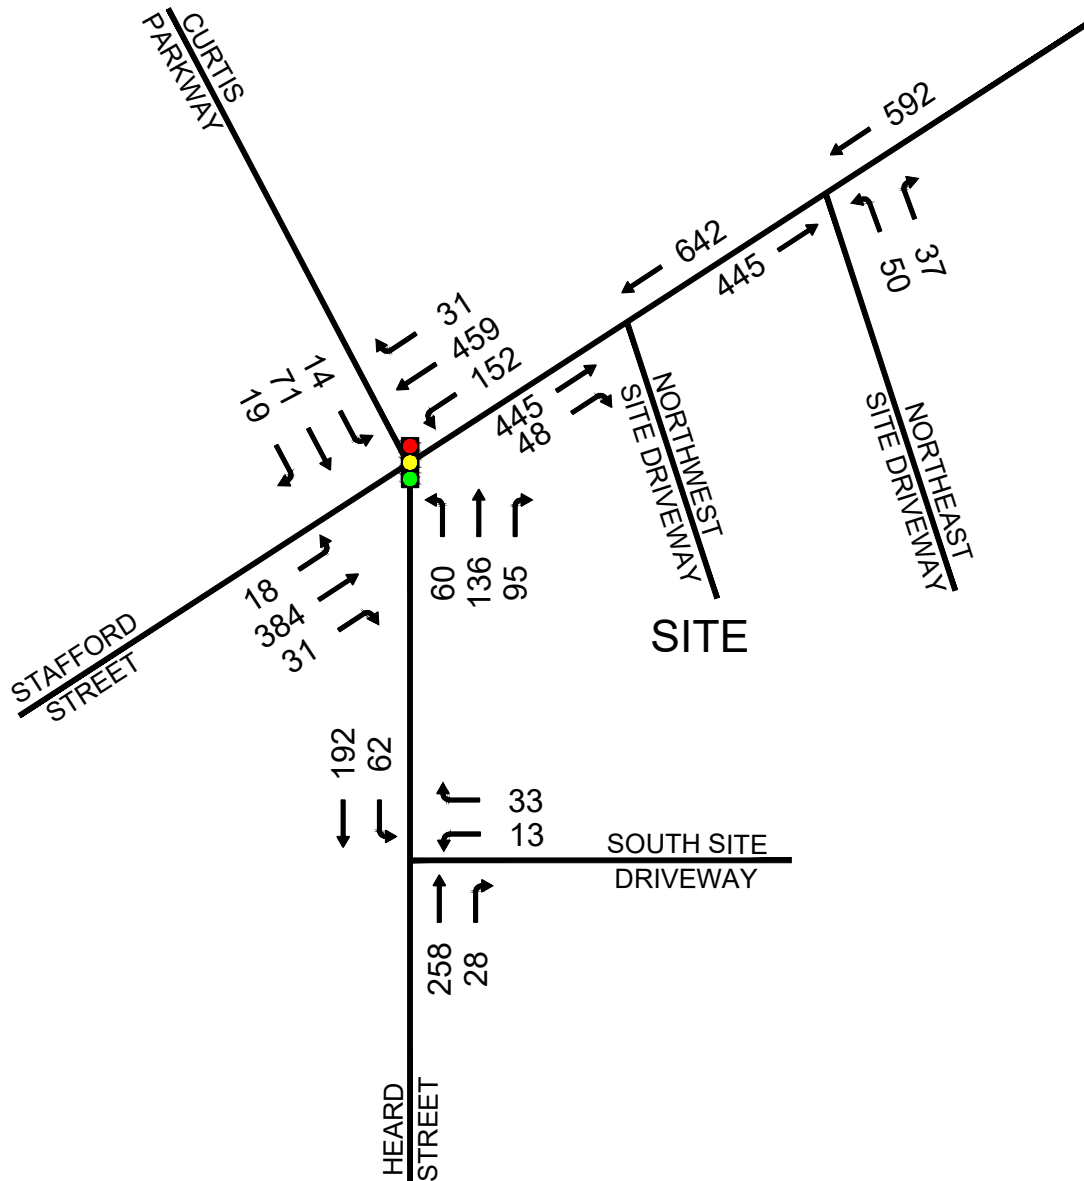 CURTIS
PARKWAY
592
642
445
37
50
31
459
152
14
71
19
445
48
NORTHWEST
SITE DRIVEWAY
NORTHEAST
SITE DRIVEWAY
60
136
95
18
384
31
SITE
STAFFORD
STREET
192
62
33
13
SOUTH SITE
DRIVEWAY
258
28
HEARD
STREET